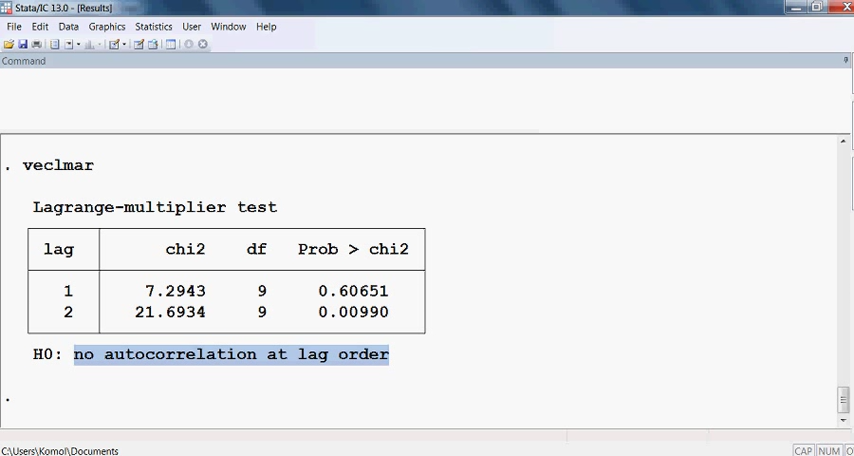 Stata/IC 13.0 - [Results]
File Edit Data Graphics Statistics User Window Help
Command
. veclmar
Lagrange-multiplier test
lag chi2 df Prob > chi2
1 7.2943 9 0.60651
2 21.6934 9 0.00990
H0: no autocorrelation at lag order
.
C:\Users\Komol\Documents CAP NUM O